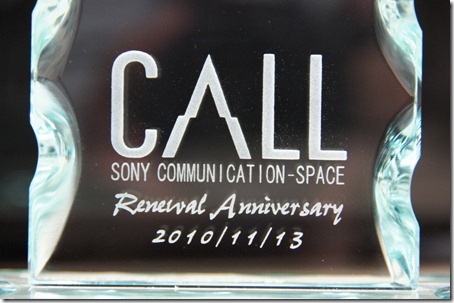 CALL
SONY COMMUNICATION-SPACE
Renewal Anniversary
2010/11/13